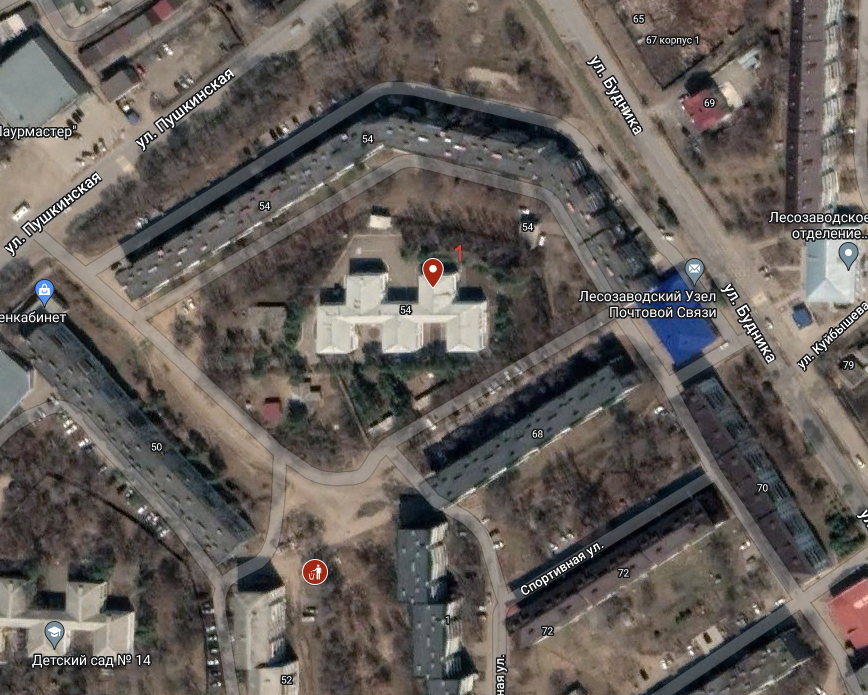 65
67 корпус 1
ул. Будника
69
ул. Пушкинская
лаурмастер"
54
ул. Пушкинская
54
Лесозаводское
отделение...
54
1
енкабинет
54
Лесозаводский Узел
Почтовой Связи
ул. Будника
ул. Куйбышева
79
68
50
70
Спортивная ул.
72
1
72
Детский сад № 14
52
ная ул.